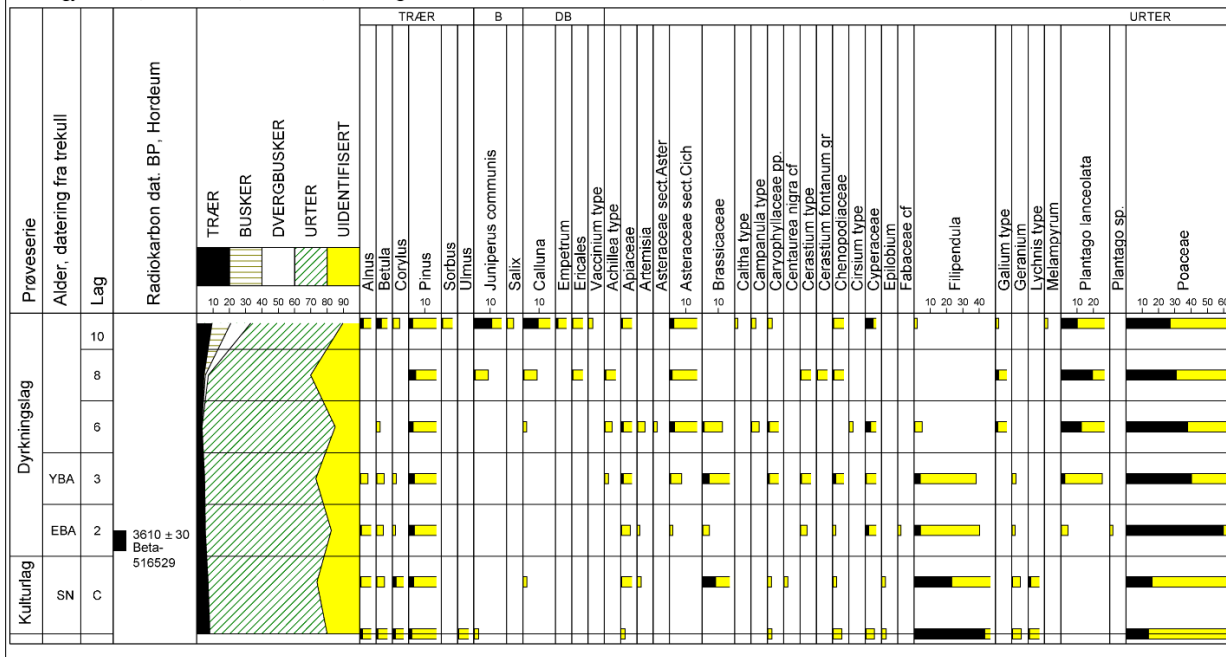 TRÆR B DB URTER
Prøveserie
Alder, datering fra trekull
Lag
Radiokarbon dat. BP, Hordeum
TRÆR
BUSKER
DVERGBUSKER
URTER
UIDENTIFISERT
10 20 30 40 50 60 70 80 90
Alnus
Betula
Corylus
Pinus
10
Sorbus
Ulmus
Juniperus communis
10
Salix
Calluna
10
Empetrum
Ericales
Vaccinium type
Achillea type
Apiaceae
Artemisia
Asteraceae sect.Aster
Asteraceae sect.Cich
10
Brassicaceae
10
Caltha type
Campanula type
Caryophyllaceae pp.
Centaurea nigra cf
Cerastium type
Cerastium fontanum gr
Chenopodiaceae
Cirsium type
Cyperaceae
Epilobium
Fabaceae cf
Filipendula
10 20 30 40
Galium type
Geranium
Lychnis type
Melampyrum
Plantago lanceolata
10 20
Plantago sp.
Poaceae
10 20 30 40 50 60
Dyrkningslag
10
8
6
YBA 3
EBA 2
3610 ± 30
Beta-
516529
Kulturlag
SN C